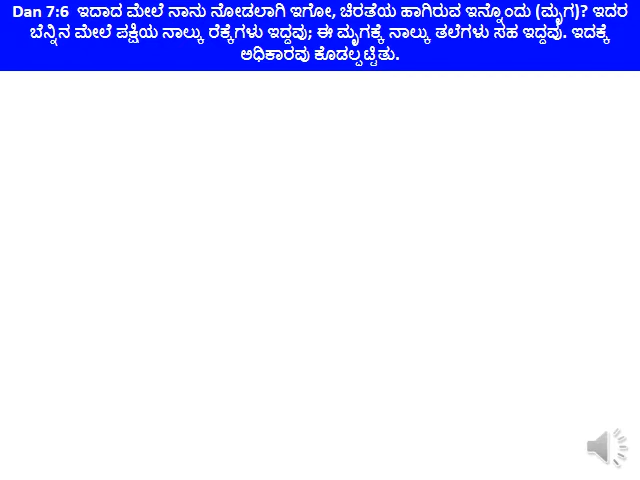 Dan 7:6 ಇದಾದ ಮೇಲೆ ನಾನು ನೋಡಲಾಗಿ ಇಗೋ, ಚಿರತೆಯ ಹಾಗಿರುವ ಇನ್ನೊಂದು (ಮೃಗ)? ಇದರ
ಬೆನ್ನಿನ ಮೇಲೆ ಪಕ್ಷಿಯ ನಾಲ್ಕು ರೆಕ್ಕೆಗಳು ಇದ್ದವು; ಈ ಮೃಗಕ್ಕೆ ನಾಲ್ಕು ತಲೆಗಳು ಸಹ ಇದ್ದವು. ಇದಕ್ಕೆ
ಅಧಿಕಾರವು ಕೊಡಲ್ಪಟ್ಟಿತು.